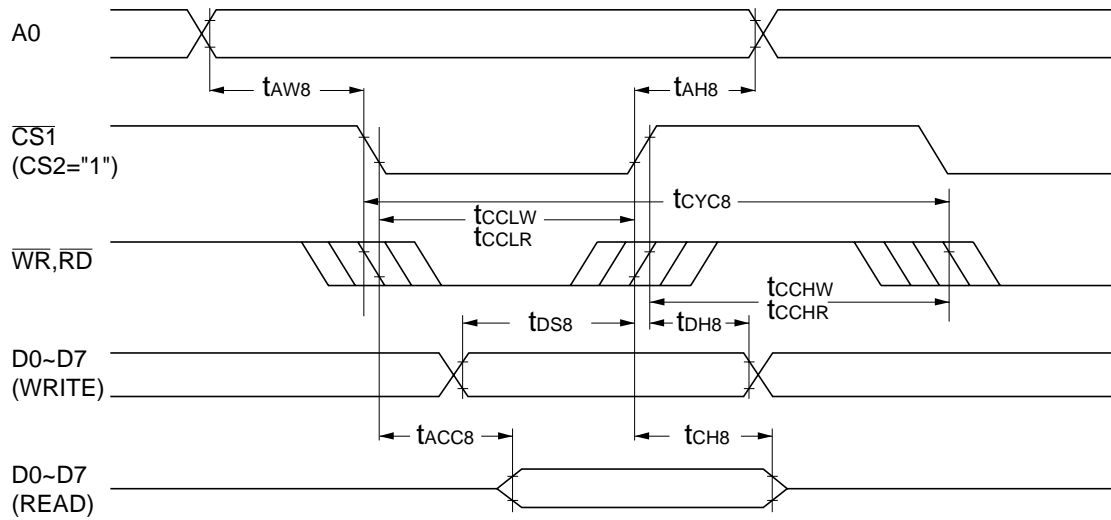 A0
tAW8
tAH8
CS1
(CS2="1")
tCYC8
tCCLW
tCCLR
WR,RD
tCCHW
tCCHR
tDS8
tDH8
D0~D7
(WRITE)
tACC8
tCH8
D0~D7
(READ)